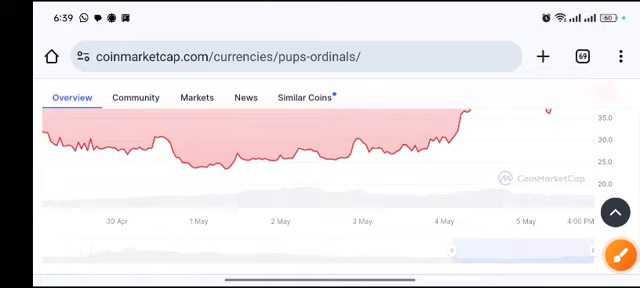 6:39
60
coinmarketcap.com/currencies/pups-ordinals/
69
Overview Community Markets News Similar Coins
35.0
30.0
25.0
CoinMarketCap
20.0
30 Apr 1 May 2 May 3 May 4 May 5 May 4:00 PM